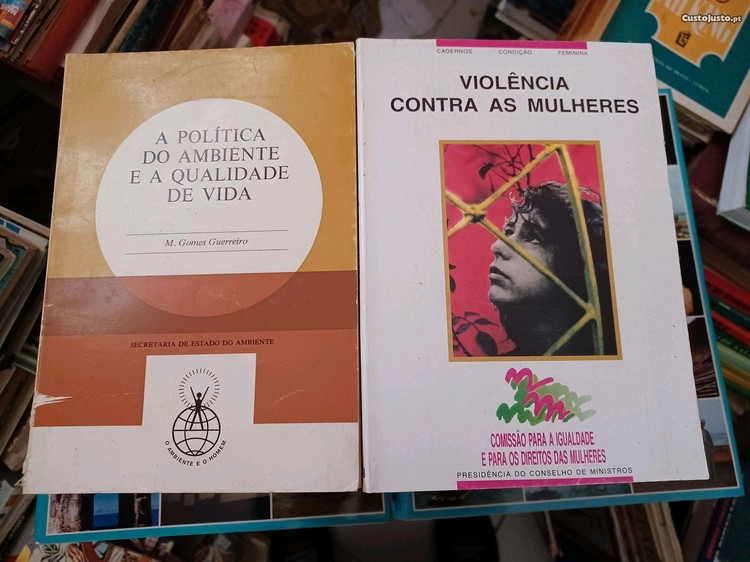 CustoJusto.pt
A POLÍTICA
DO AMBIENTE
E A QUALIDADE
DE VIDA
M. Gomes Guerreiro
SECRETARIA DE ESTADO DO AMBIENTE
O AMBIENTE E O HOMEM
CADERNOS CONDIÇÃO FEMININA
VIOLÊNCIA
CONTRA AS MULHERES
COMISSÃO PARA A IGUALDADE
E PARA OS DIREITOS DAS MULHERES
PRESIDÊNCIA DO CONSELHO DE MINISTROS